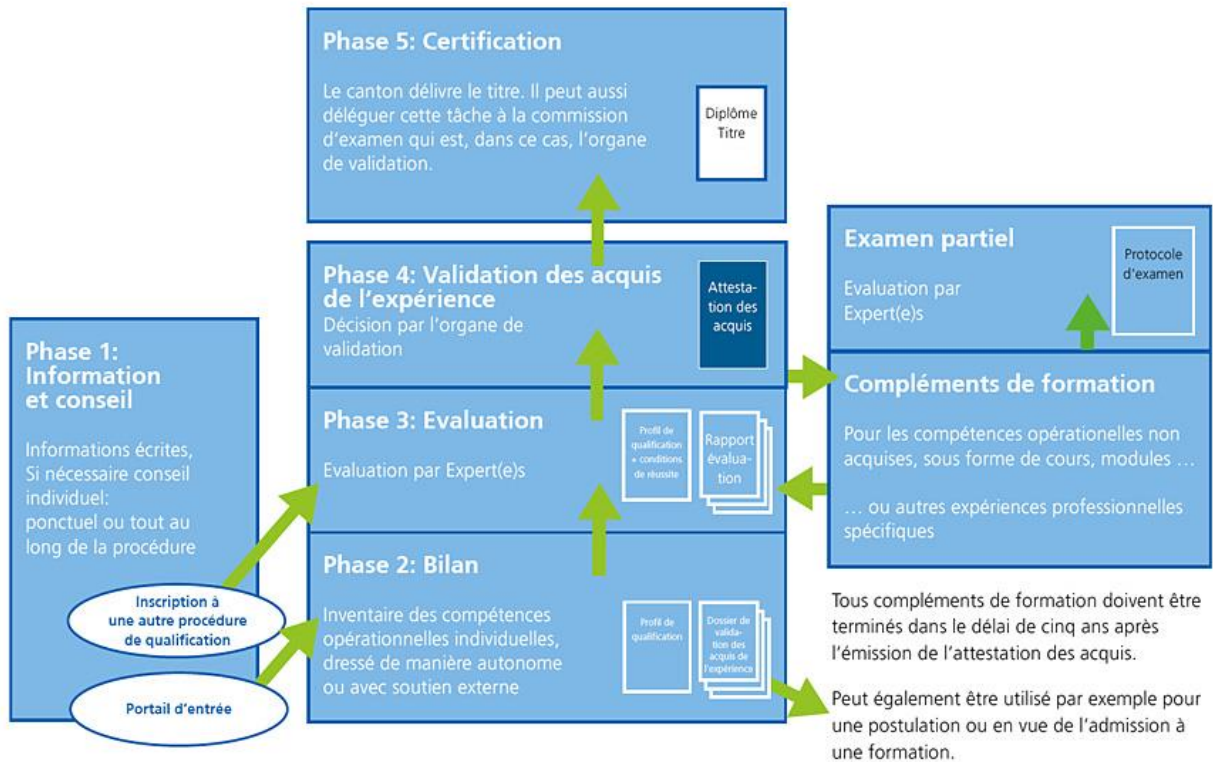 Phase 5: Certification
Le canton délivre le titre. Il peut aussi
déléguer cette tâche à la commission
d'examen qui est, dans ce cas, l'organe
de validation.
Diplôme
Titre
Phase 4: Validation des acquis
de l'expérience
Décision par l'organe de
validation
Attesta-
tion des
acquis
Examen partiel
Evaluation par
Expert(e)s
Protocole
d'examen
Phase 1:
Information
et conseil
Informations écrites,
Si nécessaire conseil
individuel:
ponctuel ou tout au
long de la procédure
Inscription à
une autre procédure
de qualification
Portail d'entrée
Phase 3: Evaluation
Evaluation par Expert(e)s
Profil de
qualification
+ conditions
de réussite
Rapport
évalua-
tion
Compléments de formation
Pour les compétences opérationelles non
acquises, sous forme de cours, modules ...
... ou autres expériences professionnelles
spécifiques
Phase 2: Bilan
Inventaire des compétences
opérationnelles individuelles,
dressé de manière autonome
ou avec soutien externe
Profil de
qualification
Dossier de
valida-
tion des
acquis de
l'expérience
Tous compléments de formation doivent être
terminés dans le délai de cinq ans après
l'émission de l'attestation des acquis.
Peut également être utilisé par exemple pour
une postulation ou en vue de l'admission à
une formation.